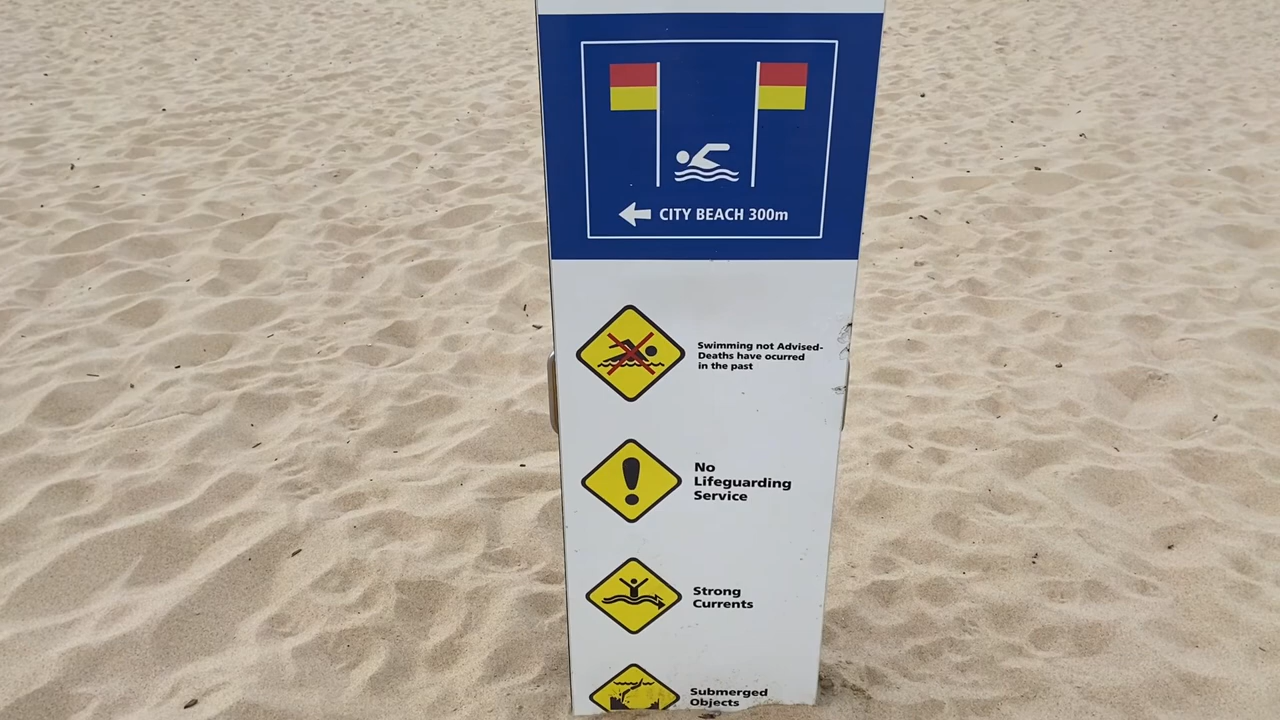 CITY BEACH 300m
Swimming not Advised-
Deaths have ocurred
in the past
No
Lifeguarding
Service
Strong
Currents
Submerged
Objects